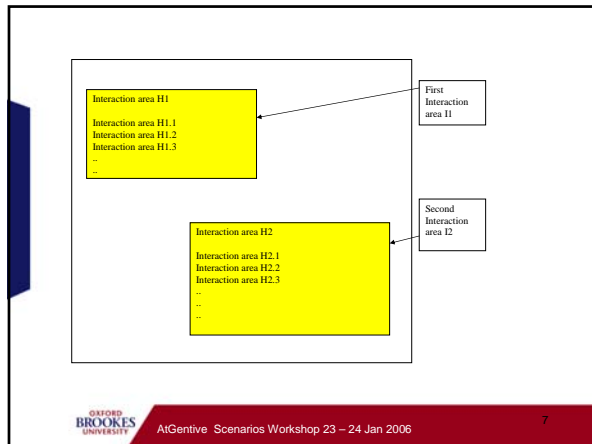 Interaction area H1
Interaction area H1.1
Interaction area H1.2
Interaction area H1.3
..
..
First
Interaction
area I1
Second
Interaction
area I2
Interaction area H2
Interaction area H2.1
Interaction area H2.2
Interaction area H2.3
..
..
..
OXFORD
BROOKES
UNIVERSITY
AtGentive Scenarios Workshop 23 – 24 Jan 2006
7